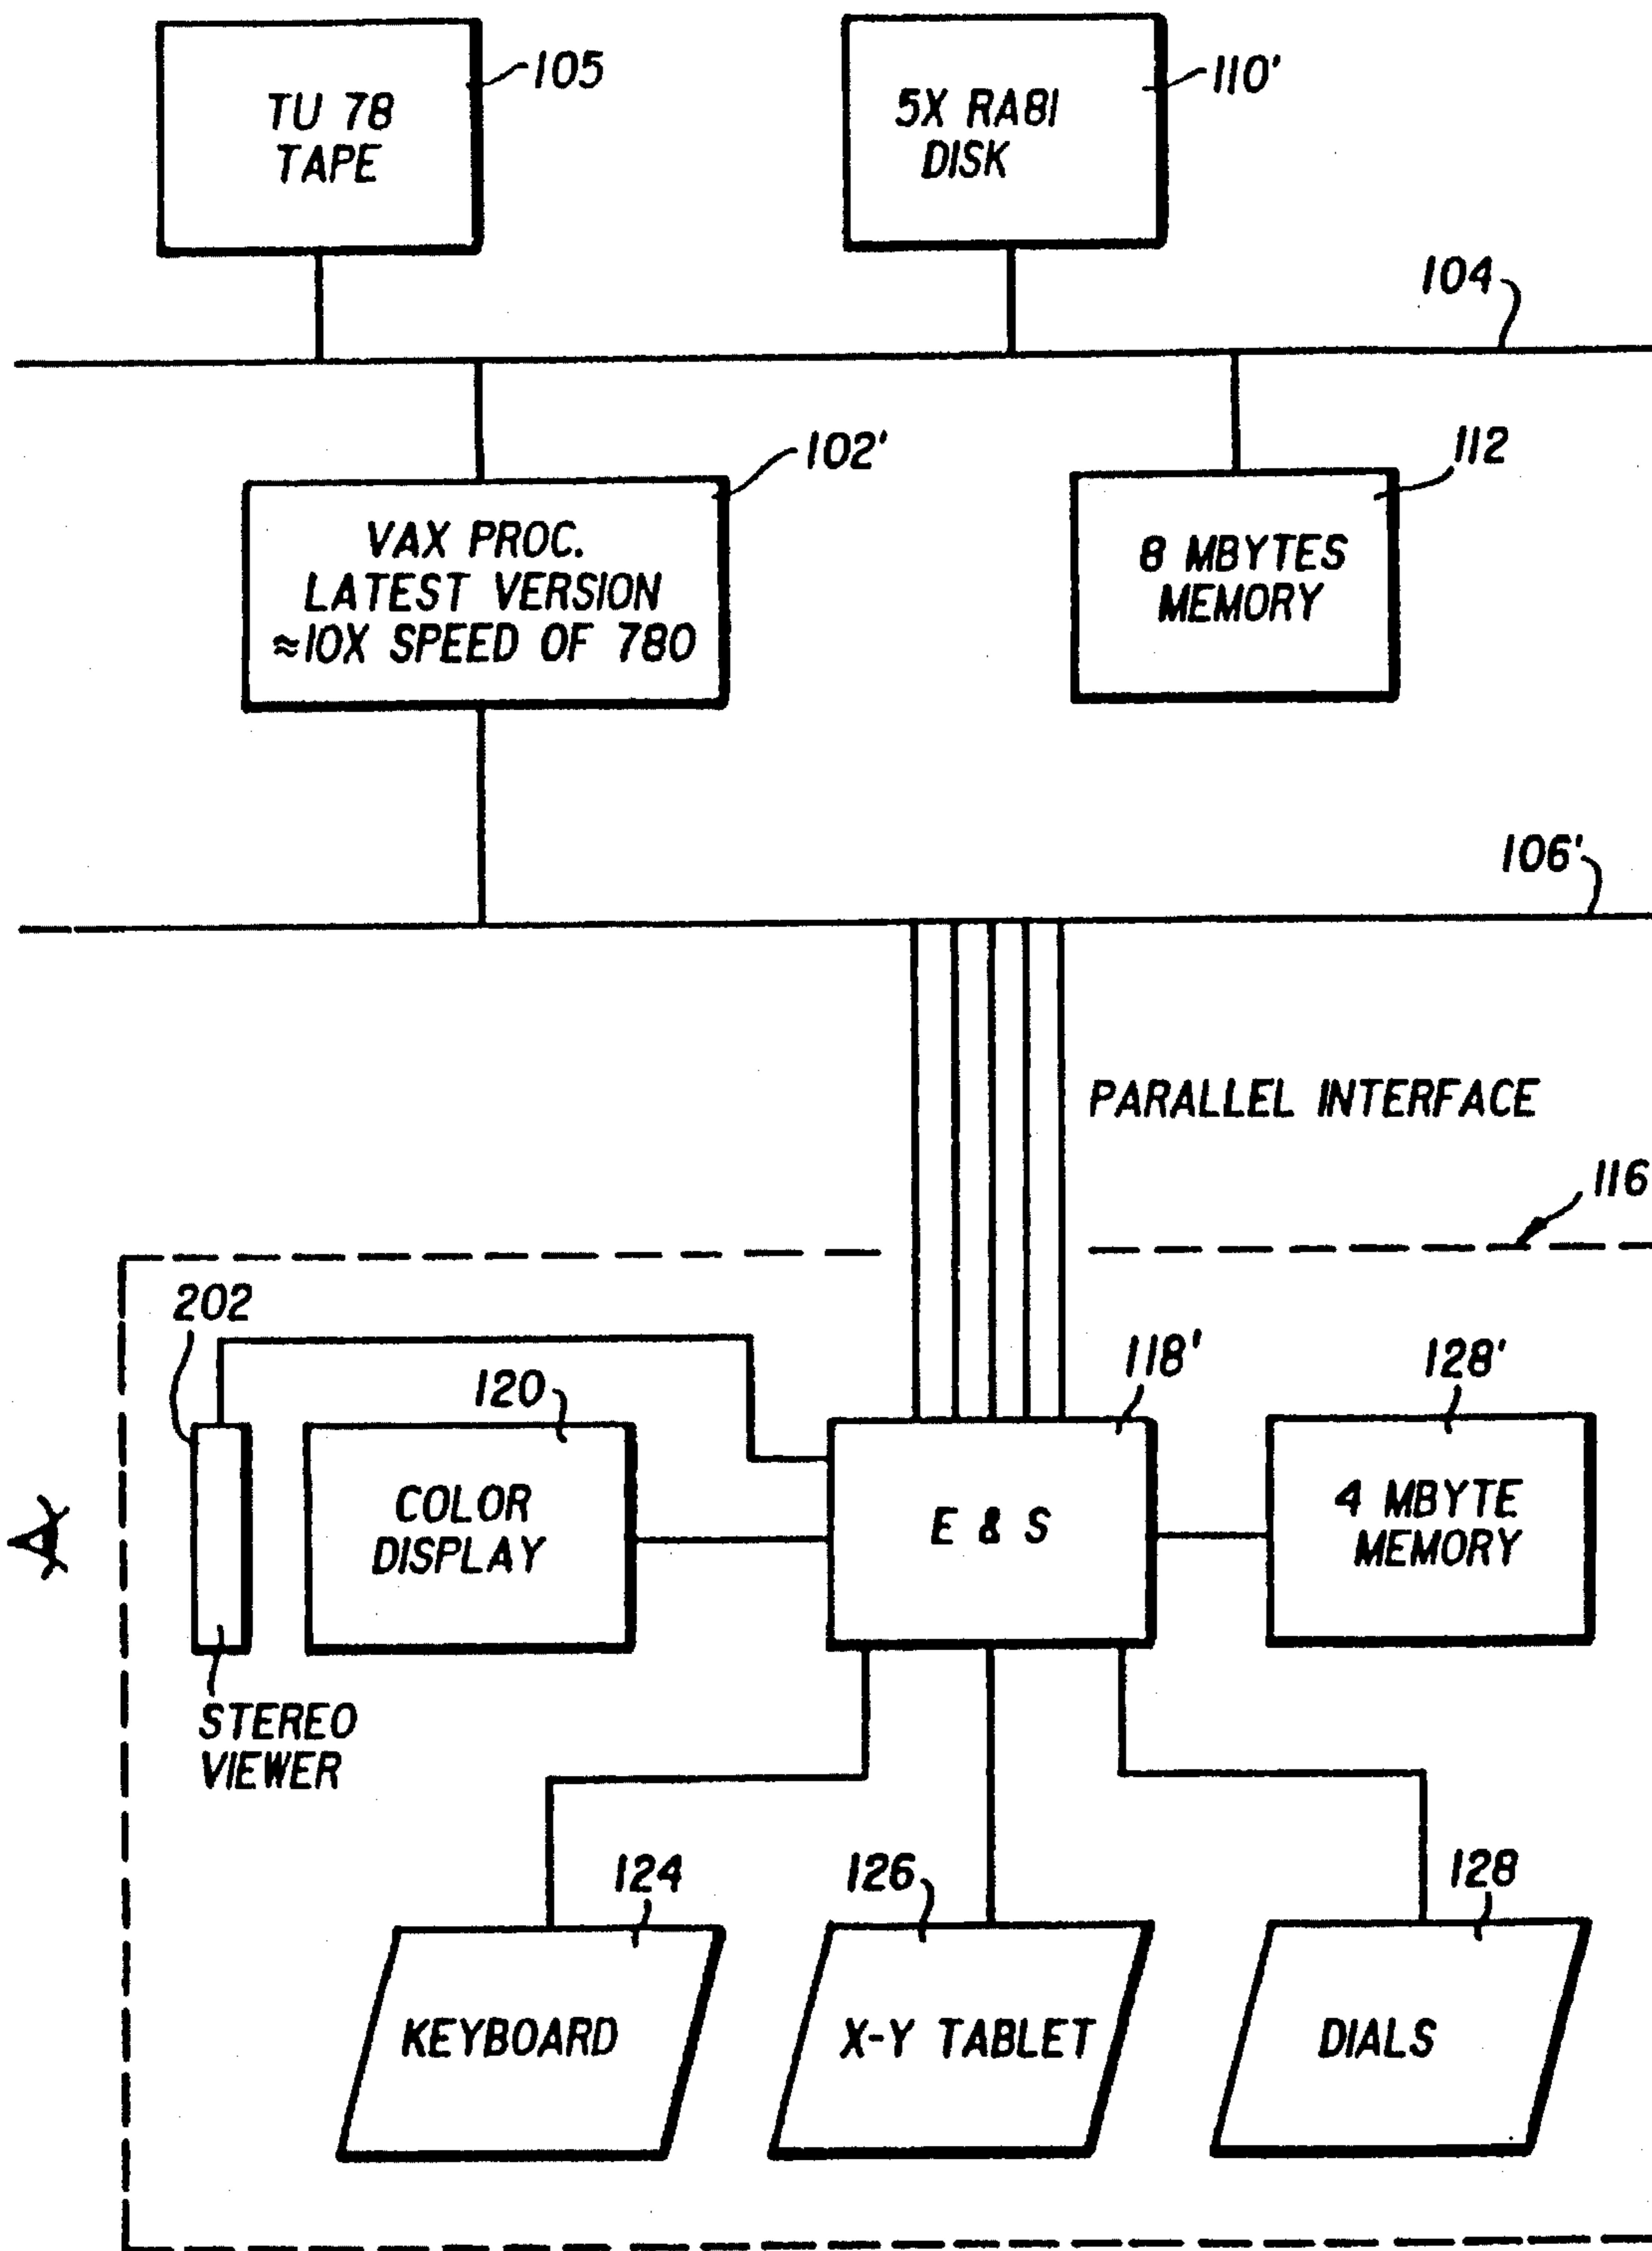 TU 78
TAPE
105
5X RA81
DISK
110'
104
VAX PROC.
LATEST VERSION
≈10X SPEED OF 780
102'
8 MBYTES
MEMORY
112
106'
PARALLEL INTERFACE
116
202
120
118'
128'
COLOR
DISPLAY
E & S
4 MBYTE
MEMORY
STEREO
VIEWER
124
126
128
KEYBOARD
X-Y TABLET
DIALS